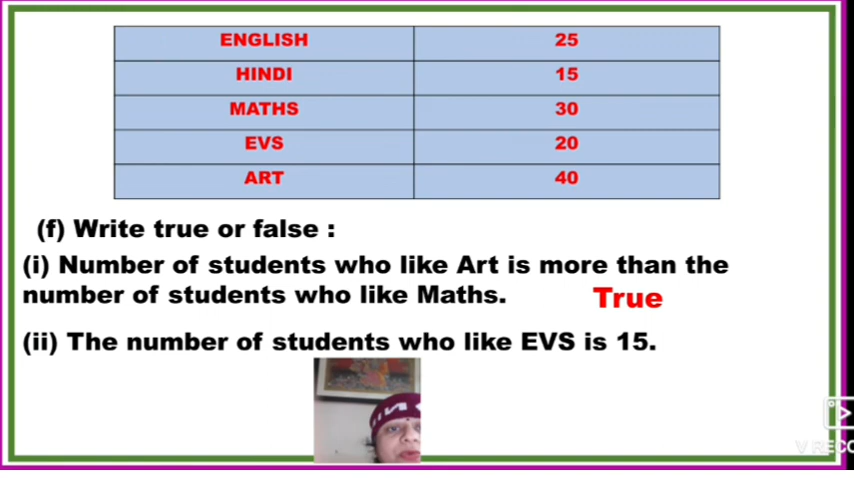 ENGLISH 25
HINDI 15
MATHS 30
EVS 20
ART 40
(f) Write true or false :
(i) Number of students who like Art is more than the
number of students who like Maths. True
(ii) The number of students who like EVS is 15.
V RECO